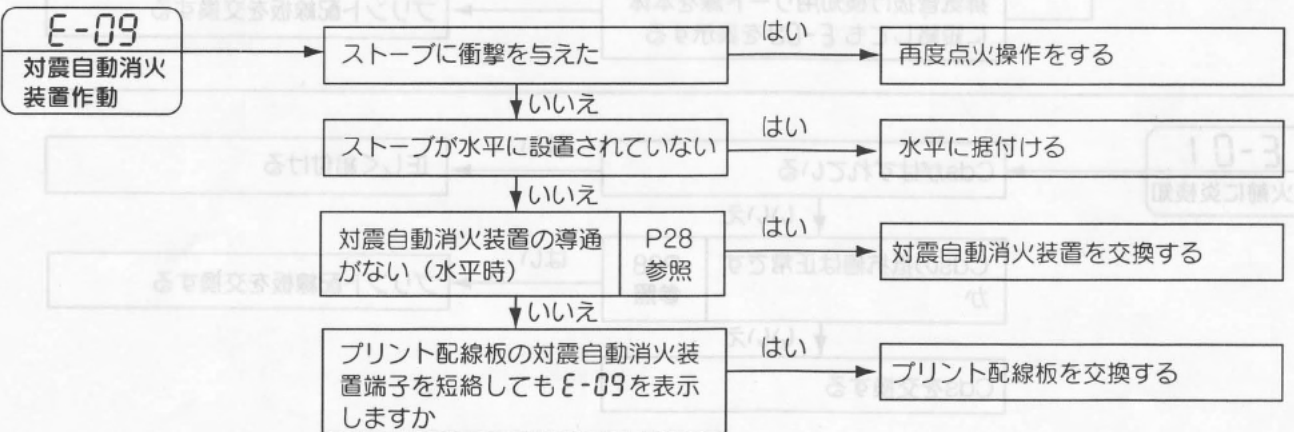 E-09
対震自動消火
装置作動
ストーブに衝撃を与えた
はい
再度点火操作をする
いいえ
ストーブが水平に設置されていない
はい
水平に据付ける
いいえ
対震自動消火装置の導通
がない（水平時）
P28
参照
はい
対震自動消火装置を交換する
いいえ
プリント配線板の対震自動消火装
置端子を短絡してもE-09を表示
しますか
はい
プリント配線板を交換する